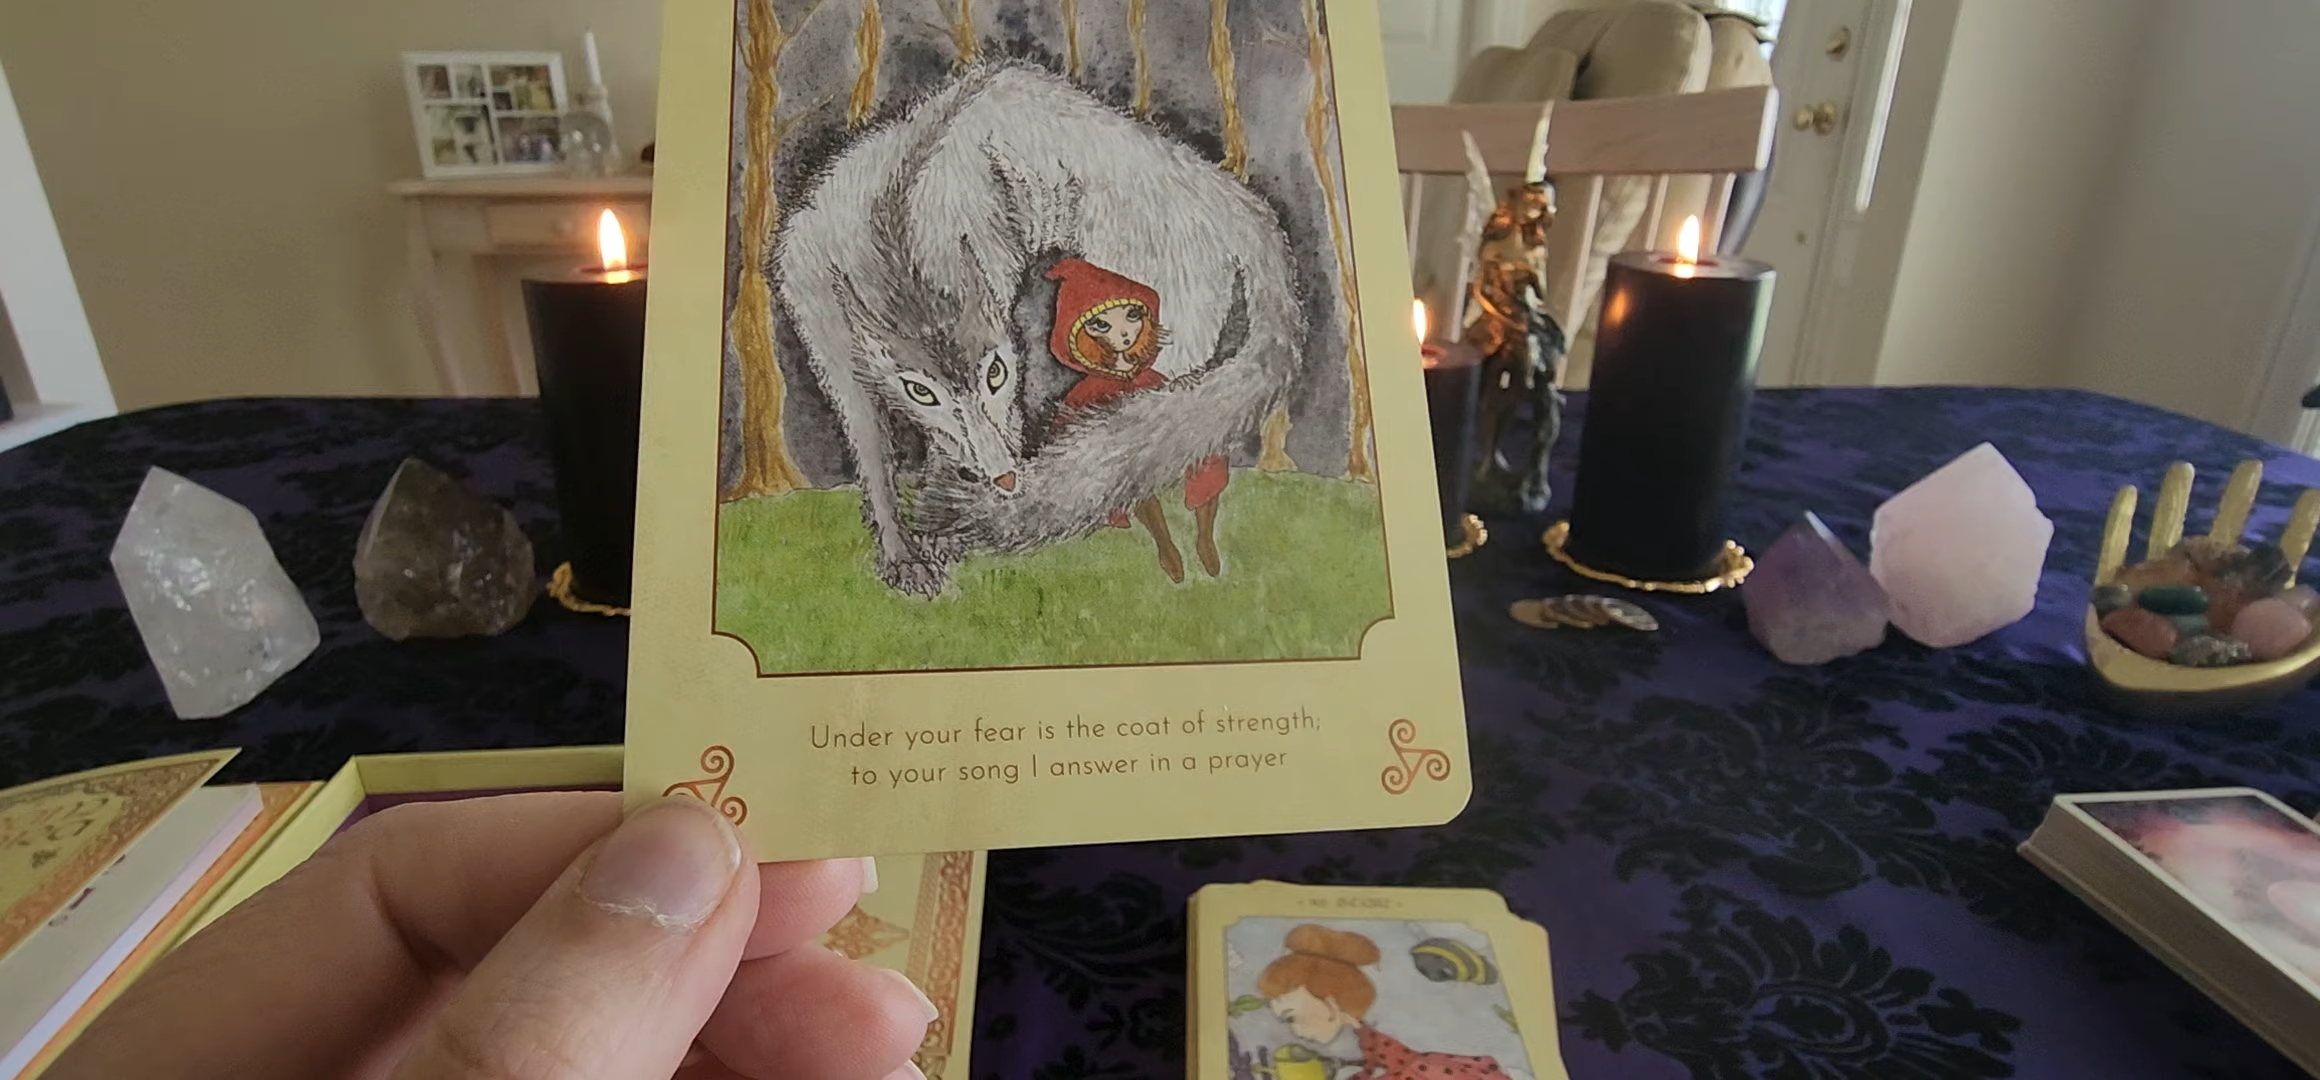 Under your fear is the coat of strength;
to your song I answer in a prayer